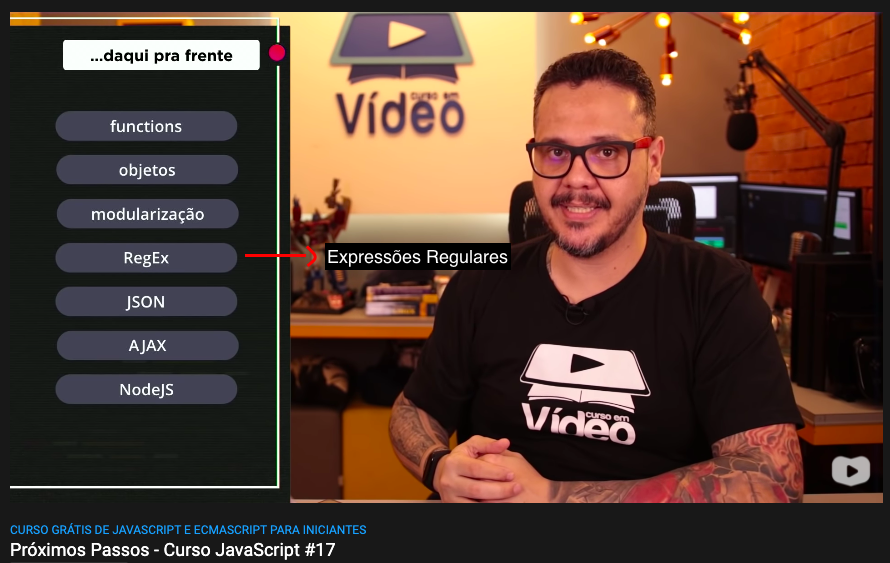 ...daqui pra frente
functions
objetos
modularização
RegEx
Expressões Regulares
JSON
AJAX
NodeJS
curso em
Vídeo
curso em
Vídeo
CURSO GRÁTIS DE JAVASCRIPT E ECMASCRIPT PARA INICIANTES
Próximos Passos - Curso JavaScript #17